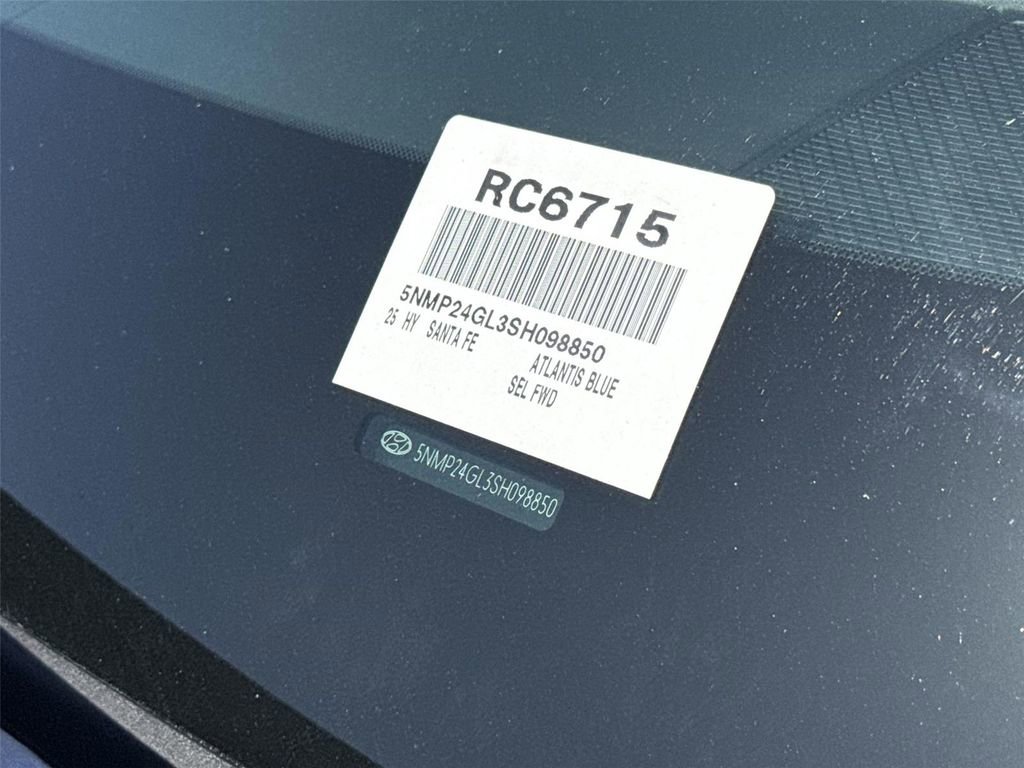 RC6715
5NMP24GL3SH098850
25 HY SANTA FE ATLANTIS BLUE
SEL FWD
5NMP24GL3SH098850